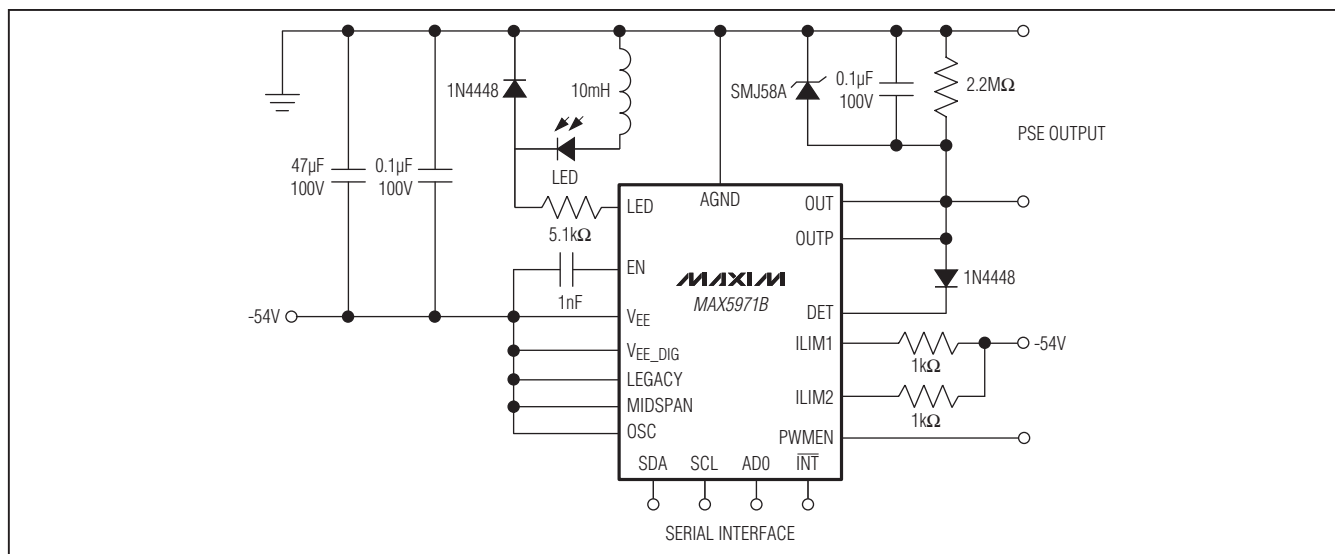 1N4448
10mH
SMJ58A
0.1µF
100V
2.2MΩ
PSE OUTPUT
47µF
100V
0.1µF
100V
LED
5.1kΩ
1nF
-54V
LED
AGND
OUT
OUTP
EN
MAXIM
MAX5971B
1N4448
VEE
DET
VEE_DIG
ILIM1
1kΩ
-54V
LEGACY
MIDSPAN
ILIM2
1kΩ
OSC
PWMEN
SDA SCL AD0 INT
SERIAL INTERFACE